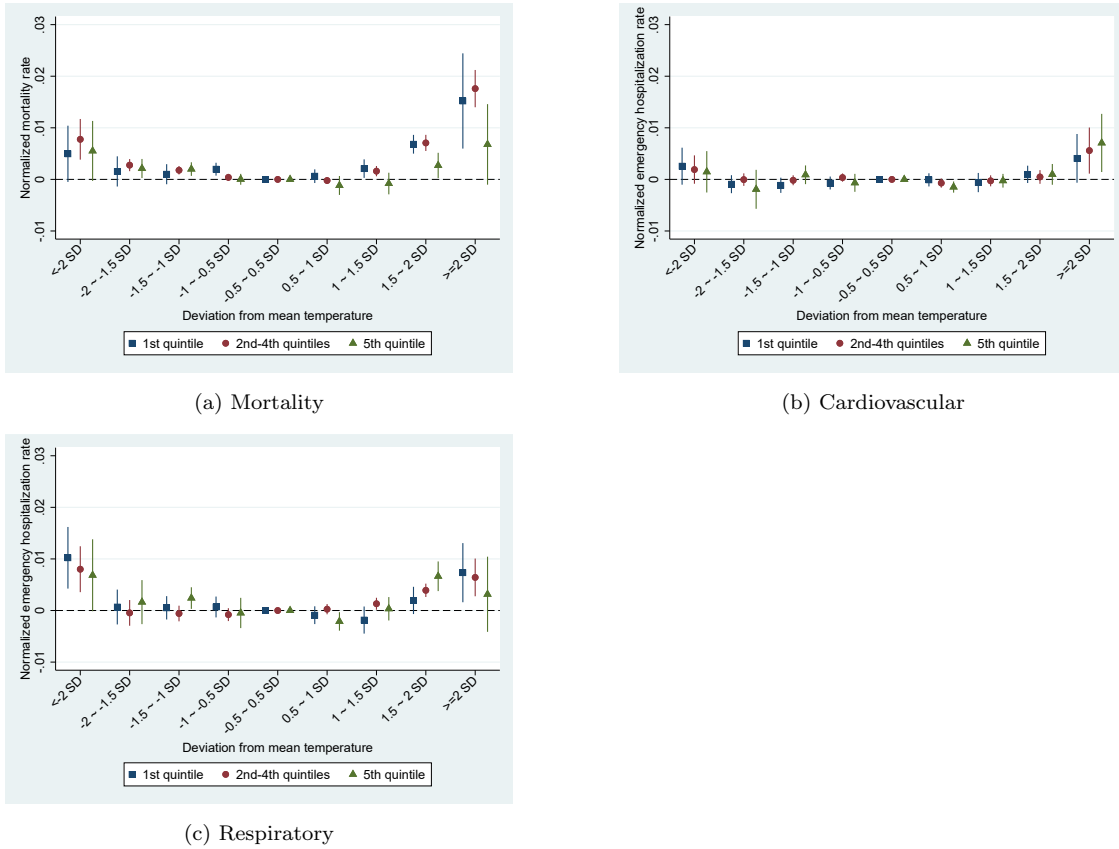 Normalized mortality rate
.03
.02
.01
0
-.01
<-2 SD
-2 ~ -1.5 SD
-1.5 ~ -1 SD
-1 ~ -0.5 SD
-0.5 ~ 0.5 SD
0.5 ~ 1 SD
1 ~ 1.5 SD
1.5 ~ 2 SD
>=2 SD
Deviation from mean temperature
1st quintile 2nd-4th quintiles 5th quintile
(a) Mortality
Normalized emergency hospitalization rate
.03
.02
.01
0
-.01
<-2 SD
-2 ~ -1.5 SD
-1.5 ~ -1 SD
-1 ~ -0.5 SD
-0.5 ~ 0.5 SD
0.5 ~ 1 SD
1 ~ 1.5 SD
1.5 ~ 2 SD
>=2 SD
Deviation from mean temperature
1st quintile 2nd-4th quintiles 5th quintile
(b) Cardiovascular
Normalized emergency hospitalization rate
.03
.02
.01
0
-.01
<-2 SD
-2 ~ -1.5 SD
-1.5 ~ -1 SD
-1 ~ -0.5 SD
-0.5 ~ 0.5 SD
0.5 ~ 1 SD
1 ~ 1.5 SD
1.5 ~ 2 SD
>=2 SD
Deviation from mean temperature
1st quintile 2nd-4th quintiles 5th quintile
(c) Respiratory